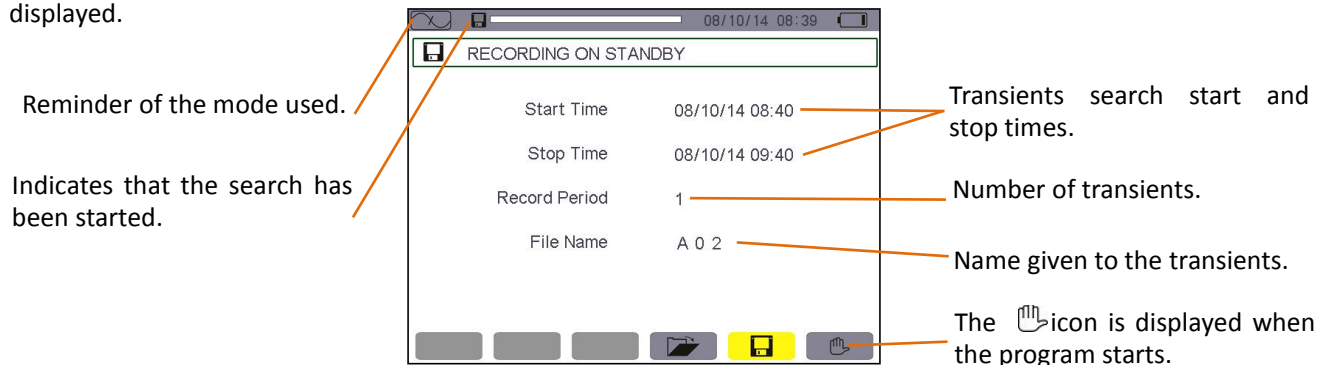 displayed.
08/10/14 08:39
RECORDING ON STANDBY
Reminder of the mode used.
Start Time 08/10/14 08:40
Transients search start and
stop times.
Stop Time 08/10/14 09:40
Indicates that the search has
been started.
Record Period 1
Number of transients.
File Name A 0 2
Name given to the transients.
The icon is displayed when
the program starts.